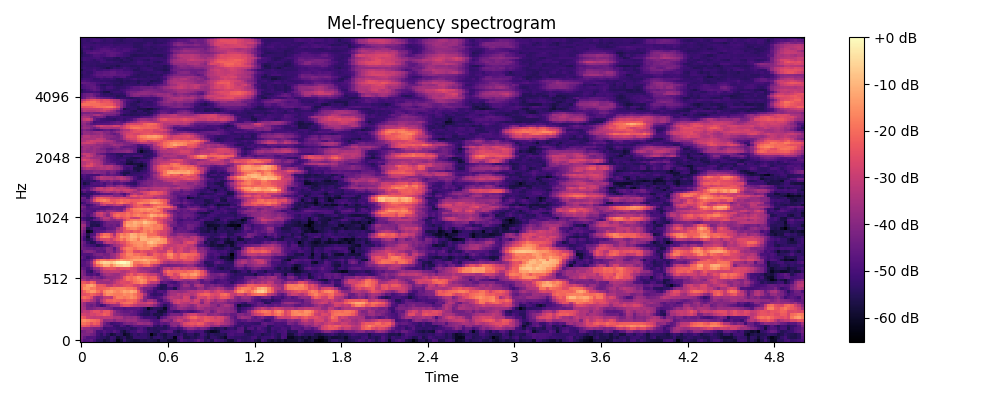 Mel-frequency spectrogram
+0 dB
4096
-10 dB
-20 dB
2048
Hz
-30 dB
1024
-40 dB
512
-50 dB
-60 dB
0
0 0.6 1.2 1.8 2.4 3 3.6 4.2 4.8
Time